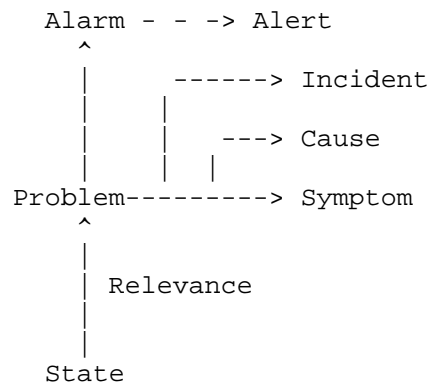 Alarm - - -> Alert
^
|    ------> Incident
|    |
|    |  ---> Cause
|    |  |
Problem---------> Symptom
^
|
| Relevance
|
|
State